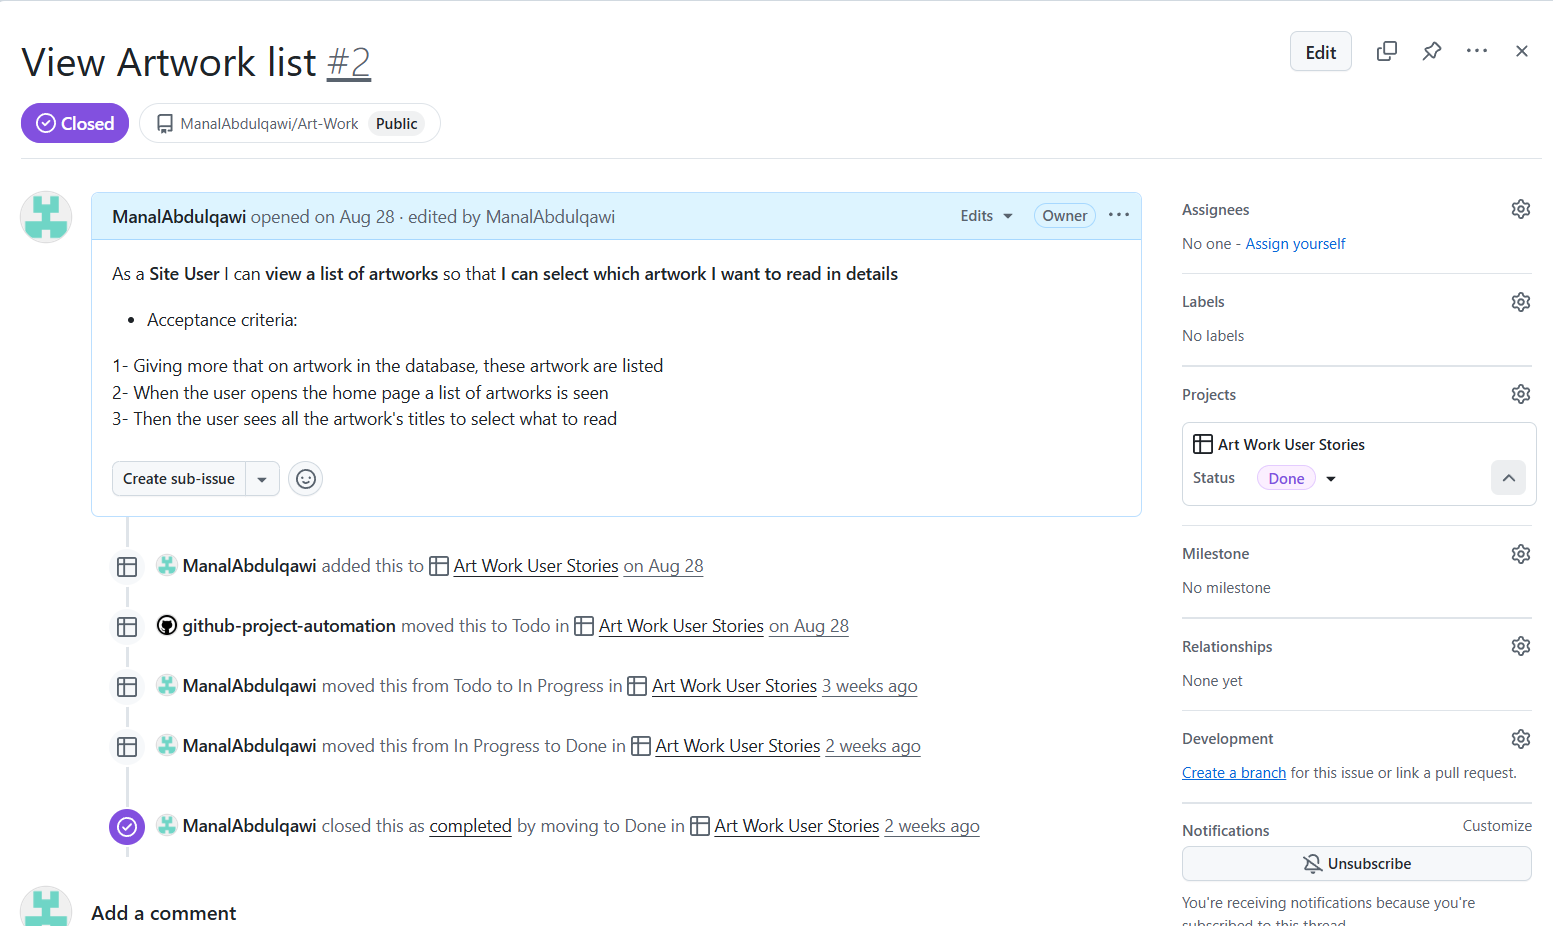 View Artwork list #2
Edit
Closed
ManalAbdulqawi/Art-Work Public
ManalAbdulqawi opened on Aug 28 · edited by ManalAbdulqawi
Edits
Owner
As a Site User I can view a list of artworks so that I can select which artwork I want to read in details
• Acceptance criteria:
1- Giving more that on artwork in the database, these artwork are listed
2- When the user opens the home page a list of artworks is seen
3- Then the user sees all the artwork's titles to select what to read
Create sub-issue
ManalAbdulqawi added this to Art Work User Stories on Aug 28
github-project-automation moved this to Todo in Art Work User Stories on Aug 28
ManalAbdulqawi moved this from Todo to In Progress in Art Work User Stories 3 weeks ago
ManalAbdulqawi moved this from In Progress to Done in Art Work User Stories 2 weeks ago
ManalAbdulqawi closed this as completed by moving to Done in Art Work User Stories 2 weeks ago
Add a comment
Assignees
No one - Assign yourself
Labels
No labels
Projects
Art Work User Stories
Status Done
Milestone
No milestone
Relationships
None yet
Development
Create a branch for this issue or link a pull request.
Notifications
Customize
Unsubscribe
You're receiving notifications because you're
subscribed to this thread